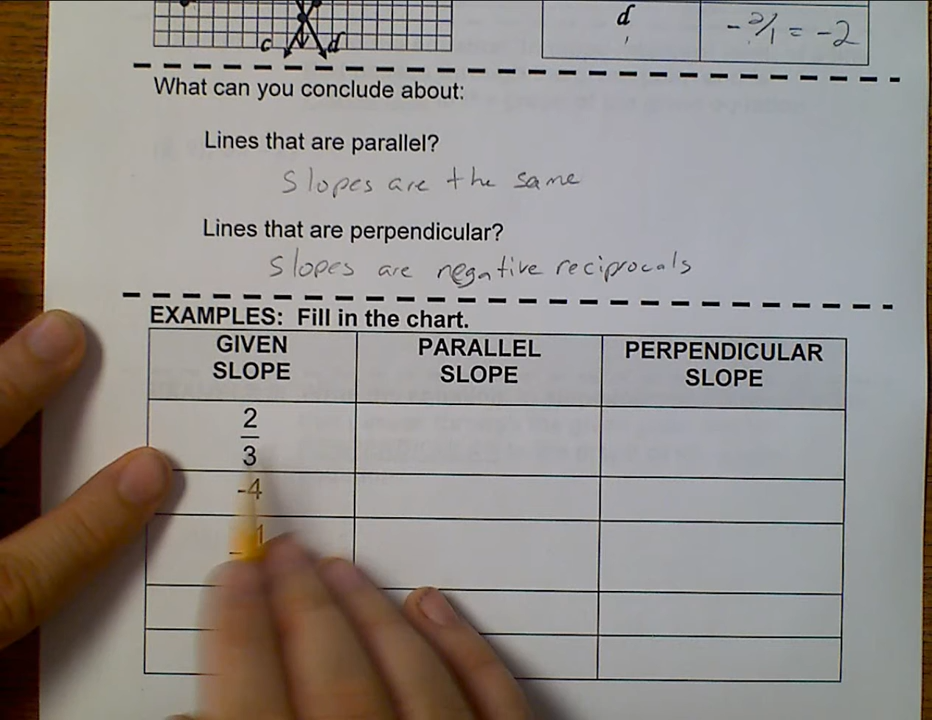 c d
d
- 2/1 = -2
What can you conclude about:
Lines that are parallel?
Slopes are the same
Lines that are perpendicular?
Slopes are negative reciprocals
EXAMPLES: Fill in the chart.
GIVEN SLOPE
PARALLEL SLOPE
PERPENDICULAR SLOPE
2
3
-4